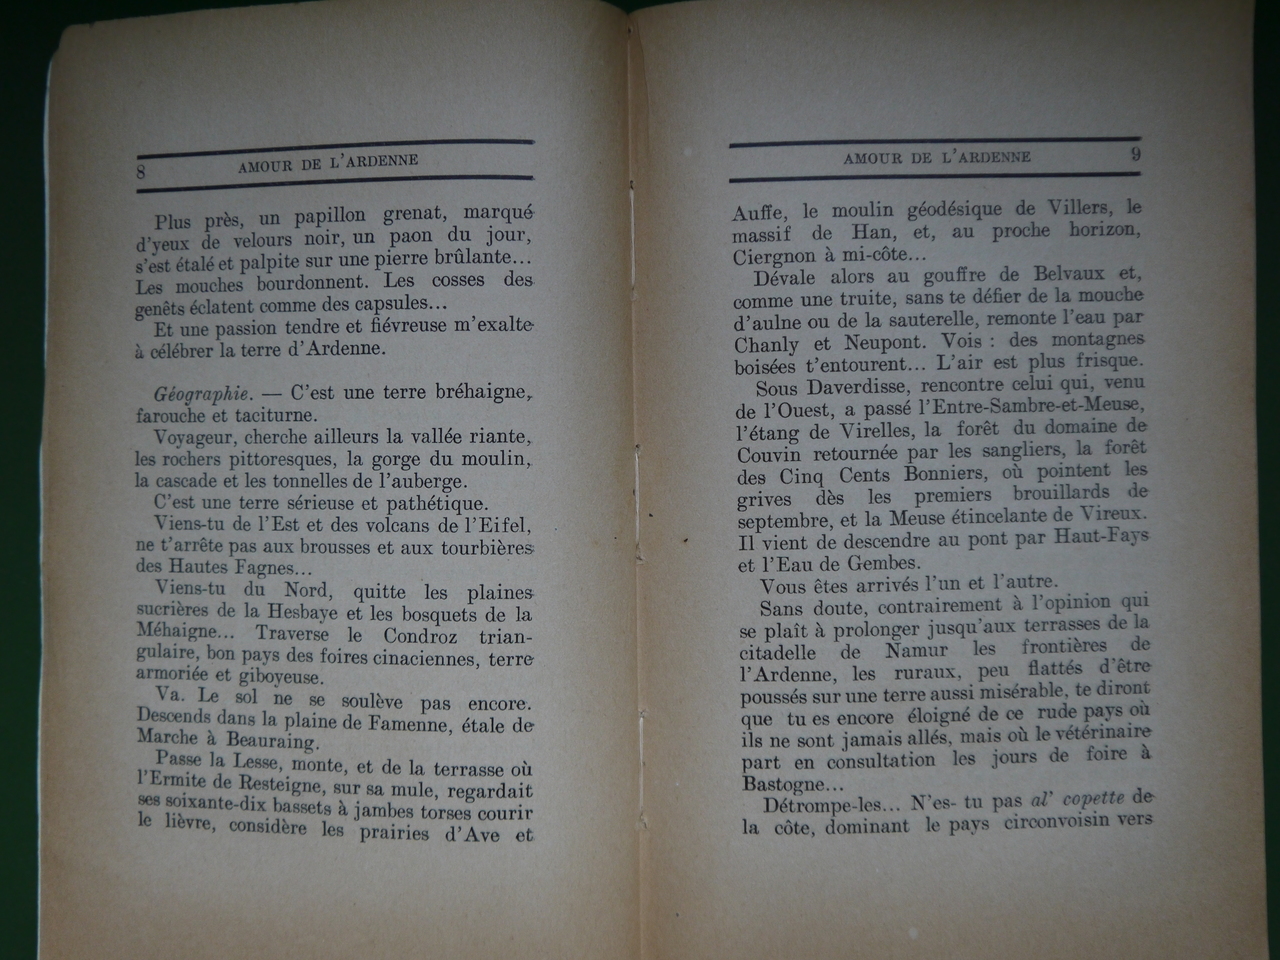 8 AMOUR DE L'ARDENNE
Plus près, un papillon grenat, marqué
d'yeux de velours noir, un paon du jour,
s'est étalé et palpite sur une pierre brûlante...
Les mouches bourdonnent. Les cosses des
genêts éclatent comme des capsules...
Et une passion tendre et fiévreuse m'exalte
à célébrer la terre d'Ardenne.
Géographie. — C'est une terre bréhaigne,
farouche et taciturne.
Voyageur, cherche ailleurs la vallée riante,
les rochers pittoresques, la gorge du moulin,
la cascade et les tonnelles de l'auberge.
C'est une terre sérieuse et pathétique.
Viens-tu de l'Est et des volcans de l'Eifel,
ne t'arrête pas aux brousses et aux tourbières
des Hautes Fagnes...
Viens-tu du Nord, quitte les plaines
sucrières de la Hesbaye et les bosquets de la
Méhaigne... Traverse le Condroz trian-
gulaire, bon pays des foires cinaciennes, terre
armoriée et giboyeuse.
Va. Le sol ne se soulève pas encore.
Descends dans la plaine de Famenne, étale de
Marche à Beauraing.
Passe la Lesse, monte, et de la terrasse où
l'Ermite de Resteigne, sur sa mule, regardait
ses soixante-dix bassets à jambes torses courir
le lièvre, considère les prairies d'Ave et
AMOUR DE L'ARDENNE 9
Auffe, le moulin géodésique de Villers, le
massif de Han, et, au proche horizon,
Ciergnon à mi-côte...
Dévale alors au gouffre de Belvaux et,
comme une truite, sans te défier de la mouche
d'aulne ou de la sauterelle, remonte l'eau par
Chanly et Neupont. Vois : des montagnes
boisées t'entourent... L'air est plus frisque.
Sous Daverdisse, rencontre celui qui, venu
de l'Ouest, a passé l'Entre-Sambre-et-Meuse,
l'étang de Virelles, la forêt du domaine de
Couvin retournée par les sangliers, la forêt
des Cinq Cents Bonniers, où pointent les
grives dès les premiers brouillards de
septembre, et la Meuse étincelante de Vireux.
Il vient de descendre au pont par Haut-Fays
et l'Eau de Gembes.
Vous êtes arrivés l'un et l'autre.
Sans doute, contrairement à l'opinion qui
se plaît à prolonger jusqu'aux terrasses de la
citadelle de Namur les frontières de
l'Ardenne, les ruraux, peu flattés d'être
poussés sur une terre aussi misérable, te diront
que tu es encore éloigné de ce rude pays où
ils ne sont jamais allés, mais où le vétérinaire
part en consultation les jours de foire à
Bastogne...
Détrompe-les... N'es- tu pas al' copette de
la côte, dominant le pays circonvoisin vers